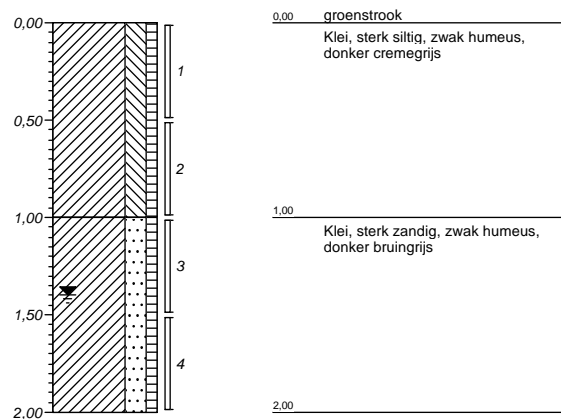 0,00
0,50
1,00
1,50
2,00
1
2
3
4
0,00 groenstrook
Klei, sterk siltig, zwak humeus,
donker cremegrijs
1,00
Klei, sterk zandig, zwak humeus,
donker bruingrijs
2,00